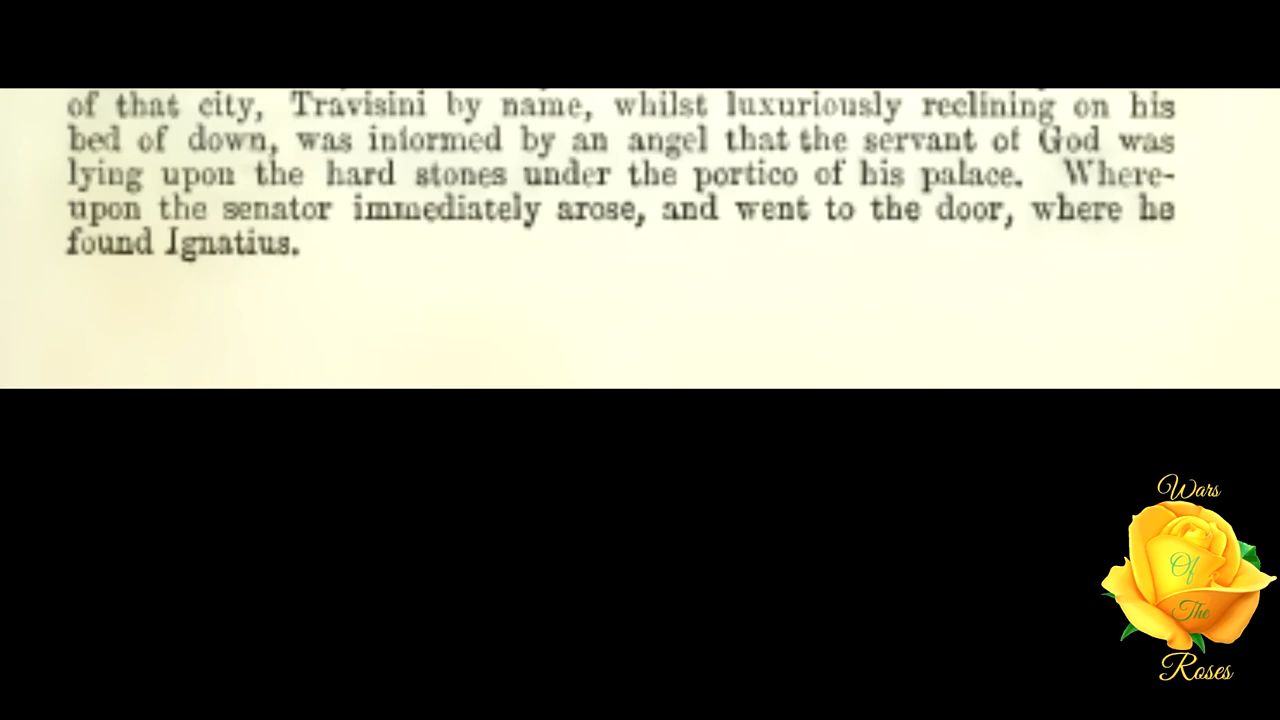 of that city, Travisini by name, whilst luxuriously reclining on his
bed of down, was informed by an angel that the servant of God was
lying upon the hard stones under the portico of his palace. Where-
upon the senator immediately arose, and went to the door, where he
found Ignatius.
Wars
Of
The
Roses